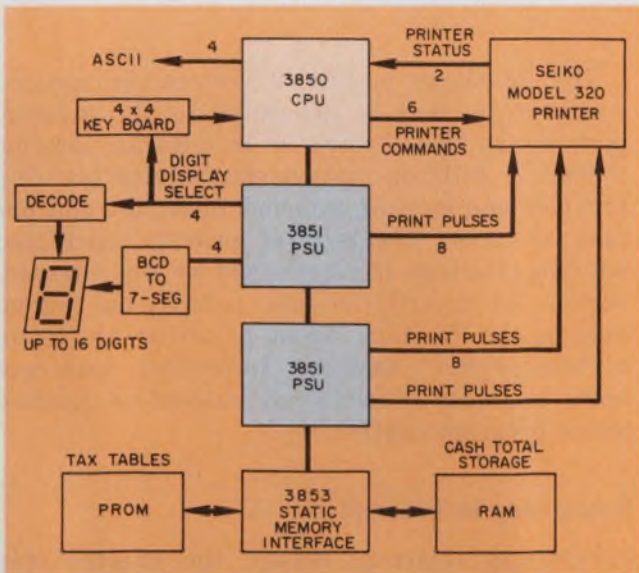 4
ASCII
3850
CPU
PRINTER
STATUS
2
SEIKO
MODEL 320
PRINTER
4 x 4
KEY BOARD
6
PRINTER
COMMANDS
DIGIT
DISPLAY
SELECT
4
DECODE
3851
PSU
PRINT PULSES
8
4
BCD
TO
7-SEG
8
UP TO 16 DIGITS
3851
PSU
PRINT PULSES
8
PRINT PULSES
TAX TABLES
PROM
3853
STATIC
MEMORY
INTERFACE
CASH TOTAL
STORAGE
RAM